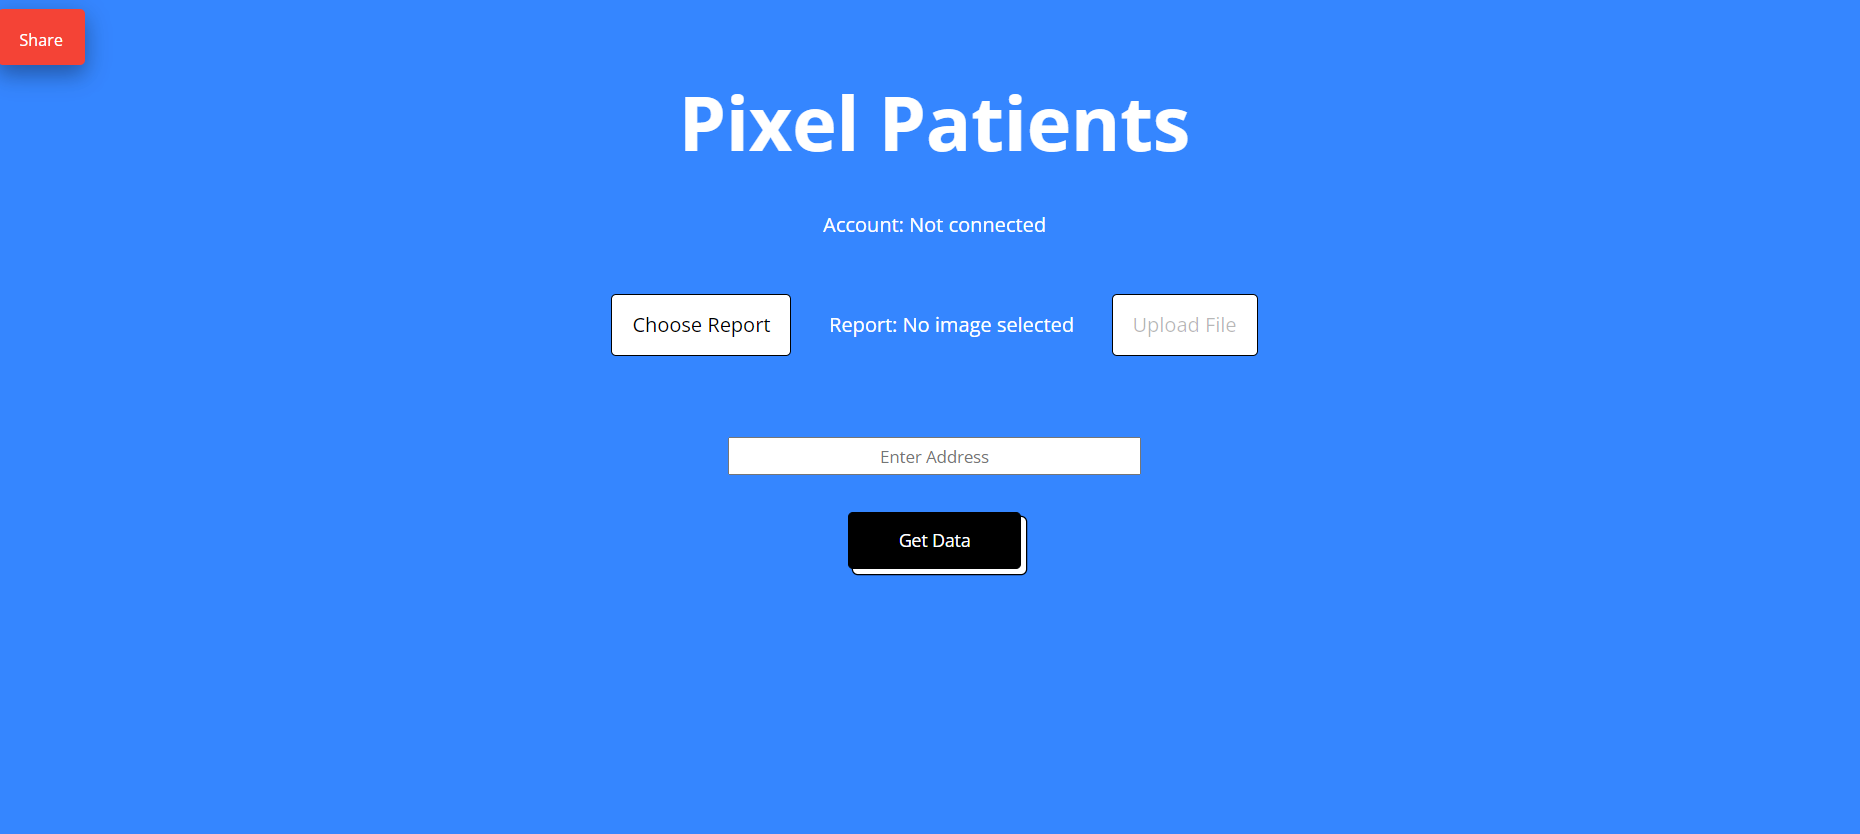 Share
Pixel Patients
Account: Not connected
Choose Report
Report: No image selected
Upload File
Enter Address
Get Data